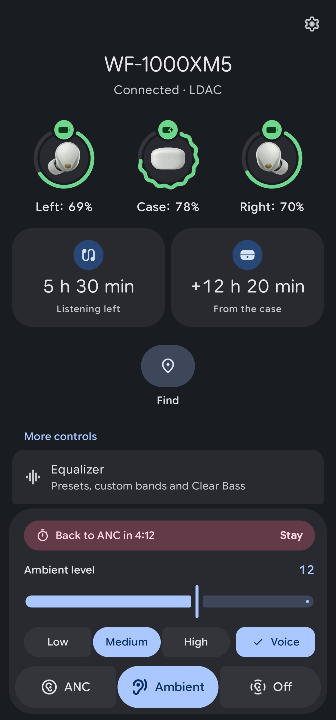 WF-1000XM5
Connected · LDAC
Left: 69% Case: 78% Right: 70%
5 h 30 min +12 h 20 min
Listening left From the case
Find
More controls
Equalizer
Presets, custom bands and Clear Bass
Back to ANC in 4:12 Stay
Ambient level 12
Low Medium High Voice
ANC Ambient Off